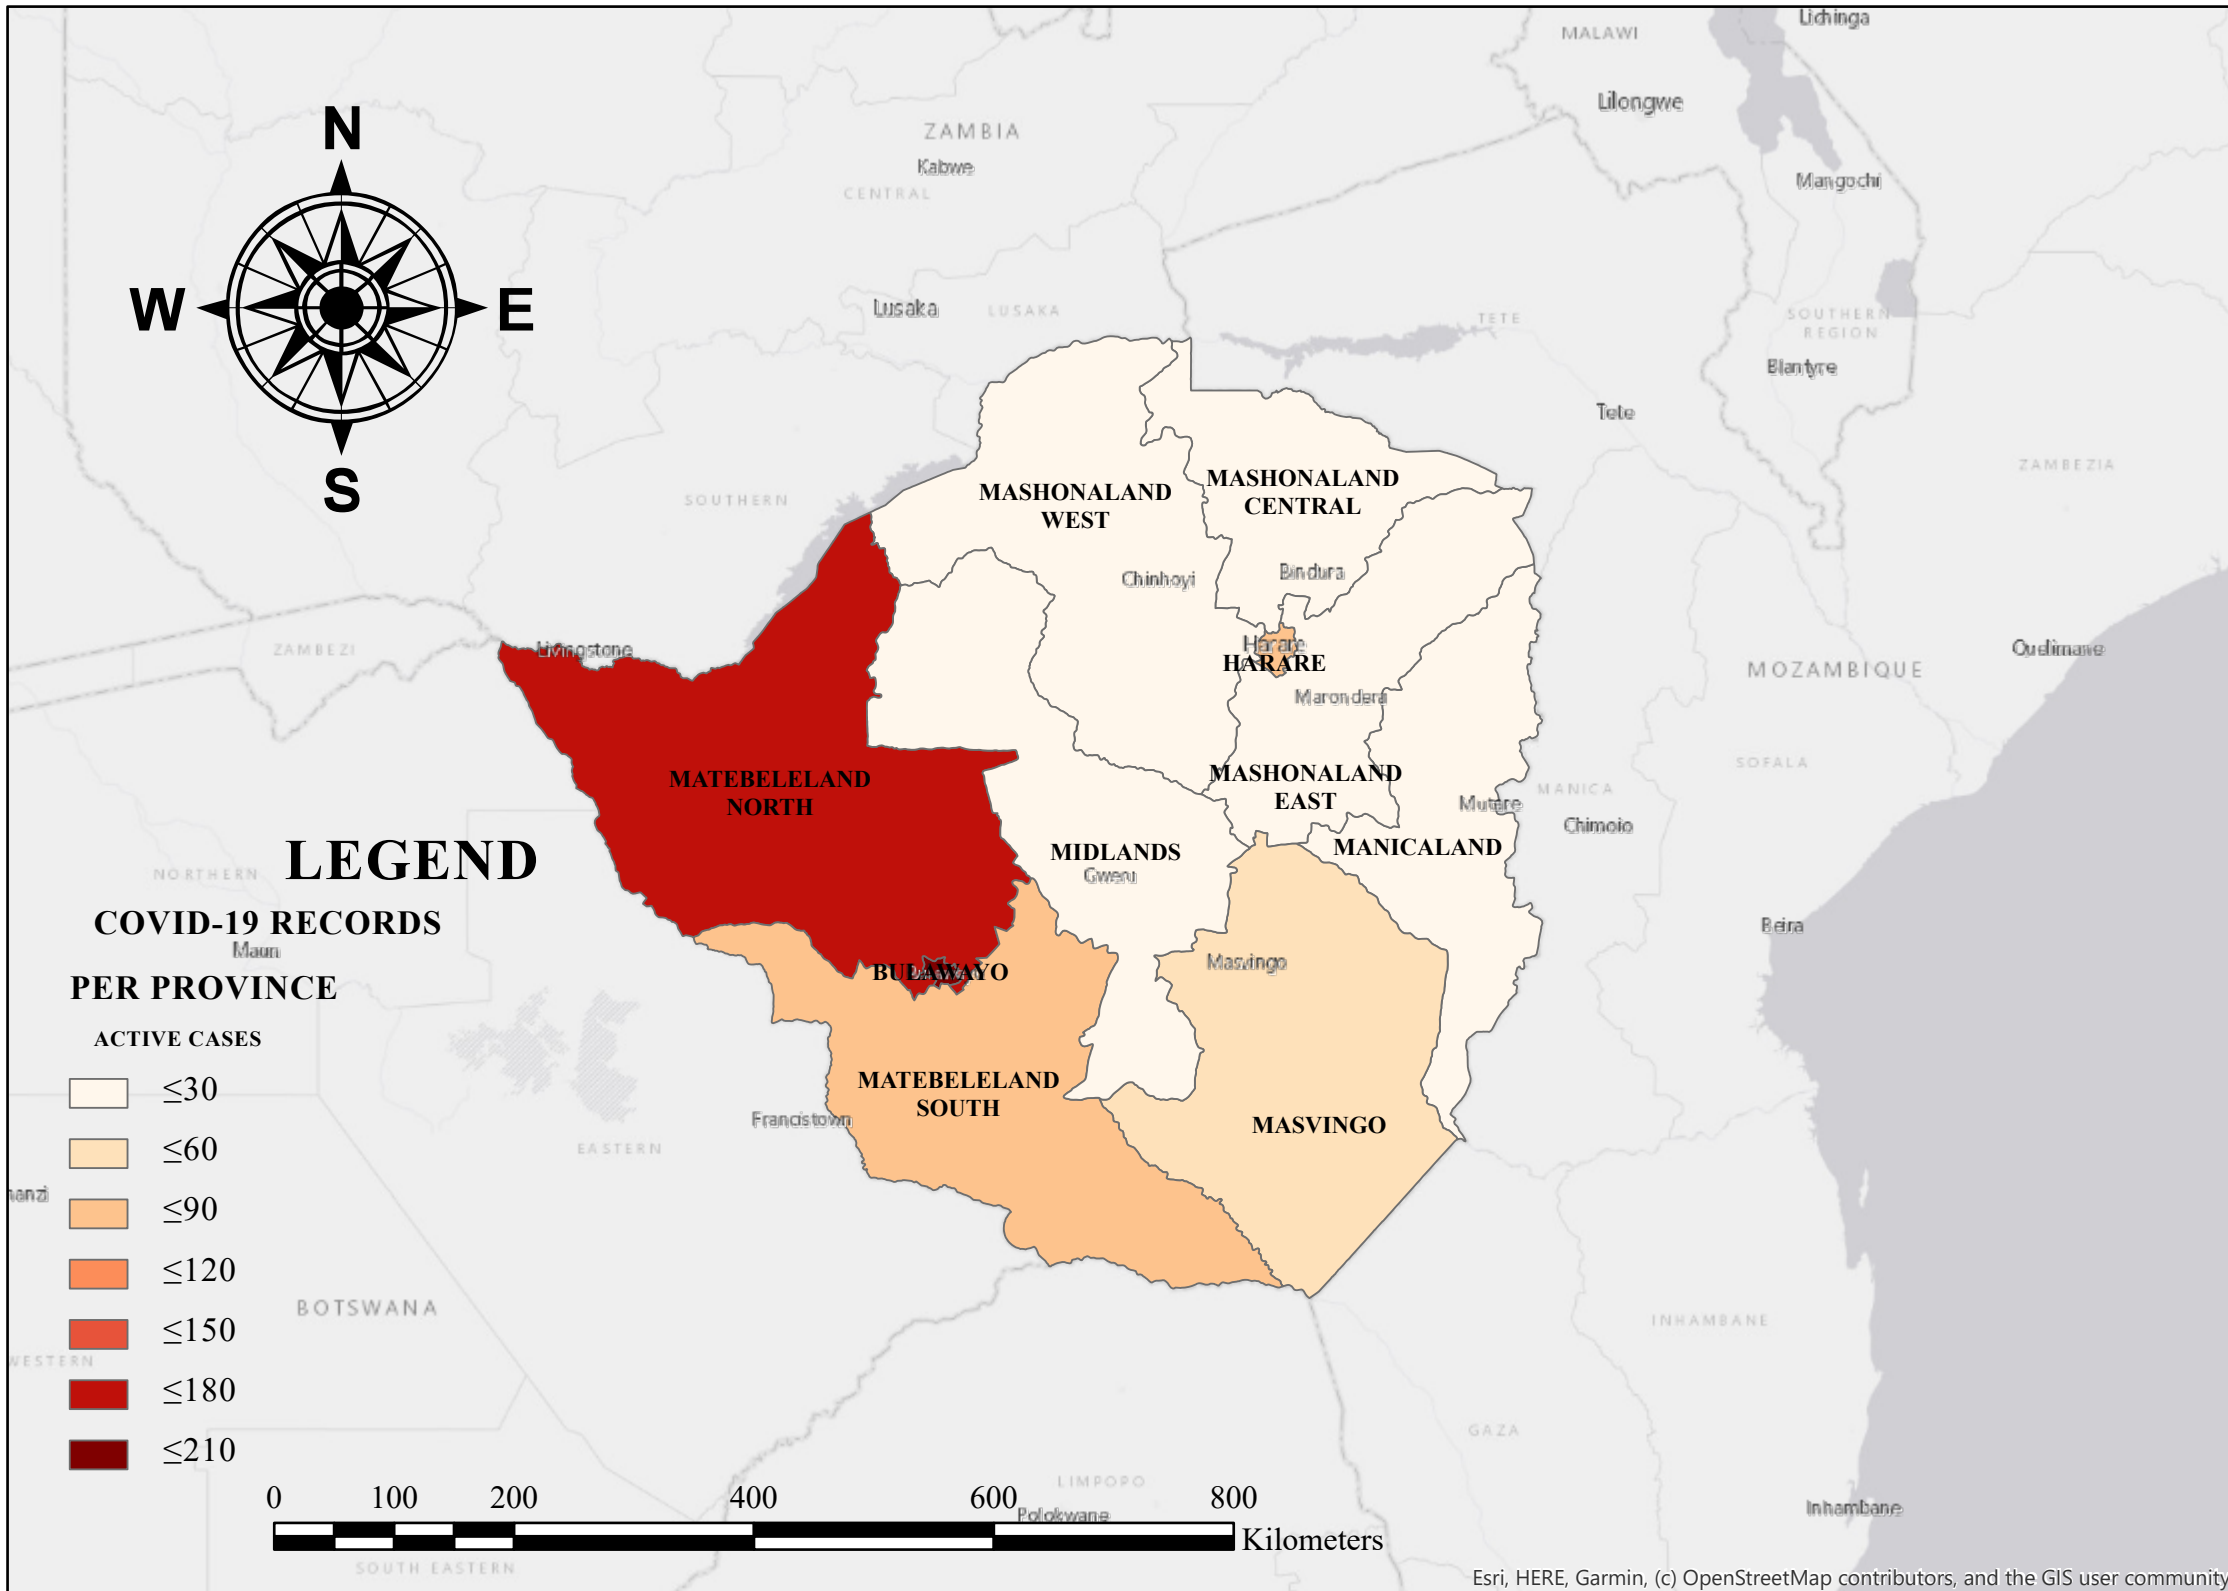 Lichinga
MALAWI
Lilongwe
N
ZAMBIA
Kabwe
CENTRAL
Mangochi
W
E
Lusaka
LUSAKA
TETE
SOUTHERN
REGION
Blantyre
Tete
S
SOUTHERN
ZAMBEZIA
MASHONALAND
WEST
MASHONALAND
CENTRAL
Chinhoyi
Bindura
ZAMBEZI
Livingstone
Harare
HARARE
Marondera
MOZAMBIQUE
Quelimane
MATEBELELAND
NORTH
MASHONALAND
EAST
Mutare
MANICA
Chimoio
SOFALA
MIDLANDS
Gweru
MANICALAND
NORTHERN
LEGEND
COVID-19 RECORDS
Maun
PER PROVINCE
ACTIVE CASES
≤30
≤60
≤90
≤120
≤150
≤180
≤210
BULAWAYO
Masvingo
Beira
MATEBELELAND
SOUTH
MASVINGO
Francistown
EASTERN
BOTSWANA
WESTERN
INHAMBANE
GAZA
LIMPOPO
Polokwane
Inhambane
0 100 200 400 600 800
Kilometers
SOUTH EASTERN
Esri, HERE, Garmin, (c) OpenStreetMap contributors, and the GIS user community